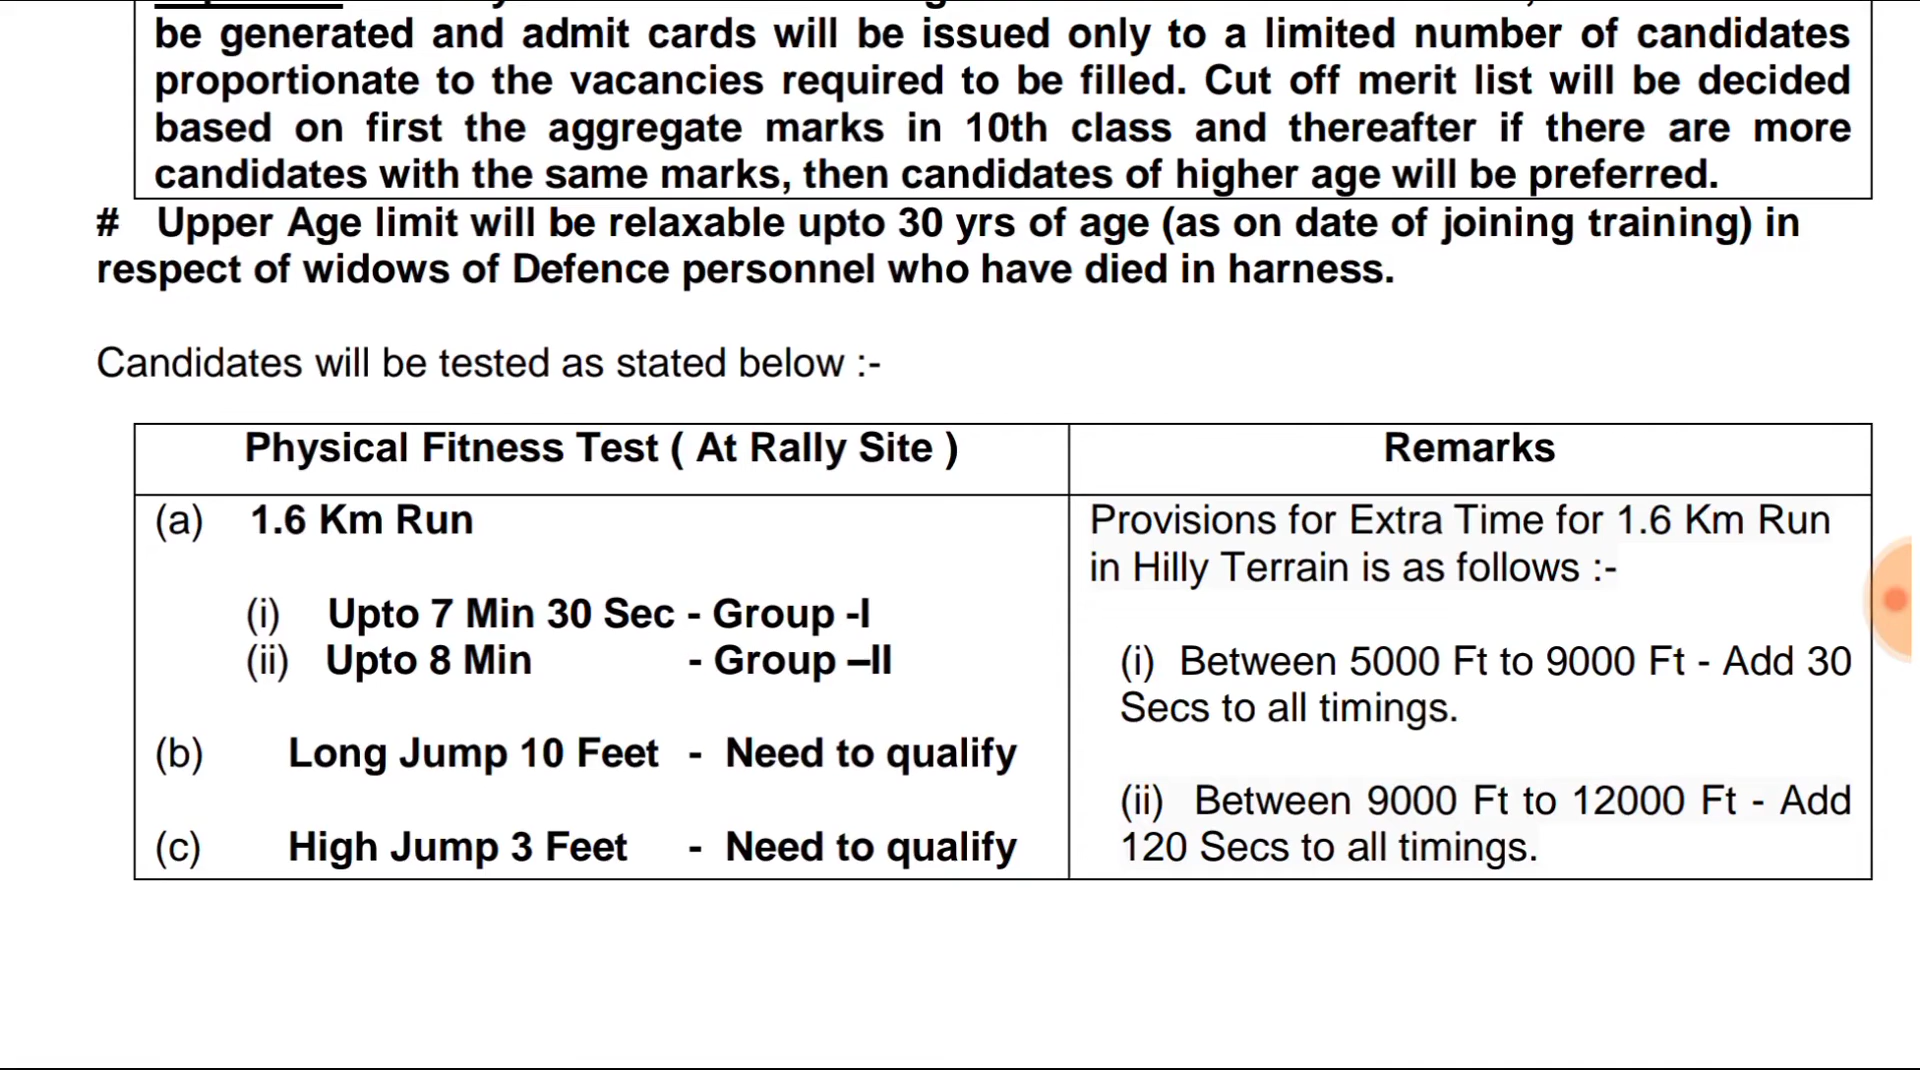 be generated and admit cards will be issued only to a limited number of candidates
proportionate to the vacancies required to be filled. Cut off merit list will be decided
based on first the aggregate marks in 10th class and thereafter if there are more
candidates with the same marks, then candidates of higher age will be preferred.
# Upper Age limit will be relaxable upto 30 yrs of age (as on date of joining training) in
respect of widows of Defence personnel who have died in harness.
Candidates will be tested as stated below :-
Physical Fitness Test ( At Rally Site )
Remarks
(a) 1.6 Km Run
(i) Upto 7 Min 30 Sec - Group -I
(ii) Upto 8 Min - Group –II
(b) Long Jump 10 Feet - Need to qualify
(c) High Jump 3 Feet - Need to qualify
Provisions for Extra Time for 1.6 Km Run
in Hilly Terrain is as follows :-
(i) Between 5000 Ft to 9000 Ft - Add 30
Secs to all timings.
(ii) Between 9000 Ft to 12000 Ft - Add
120 Secs to all timings.